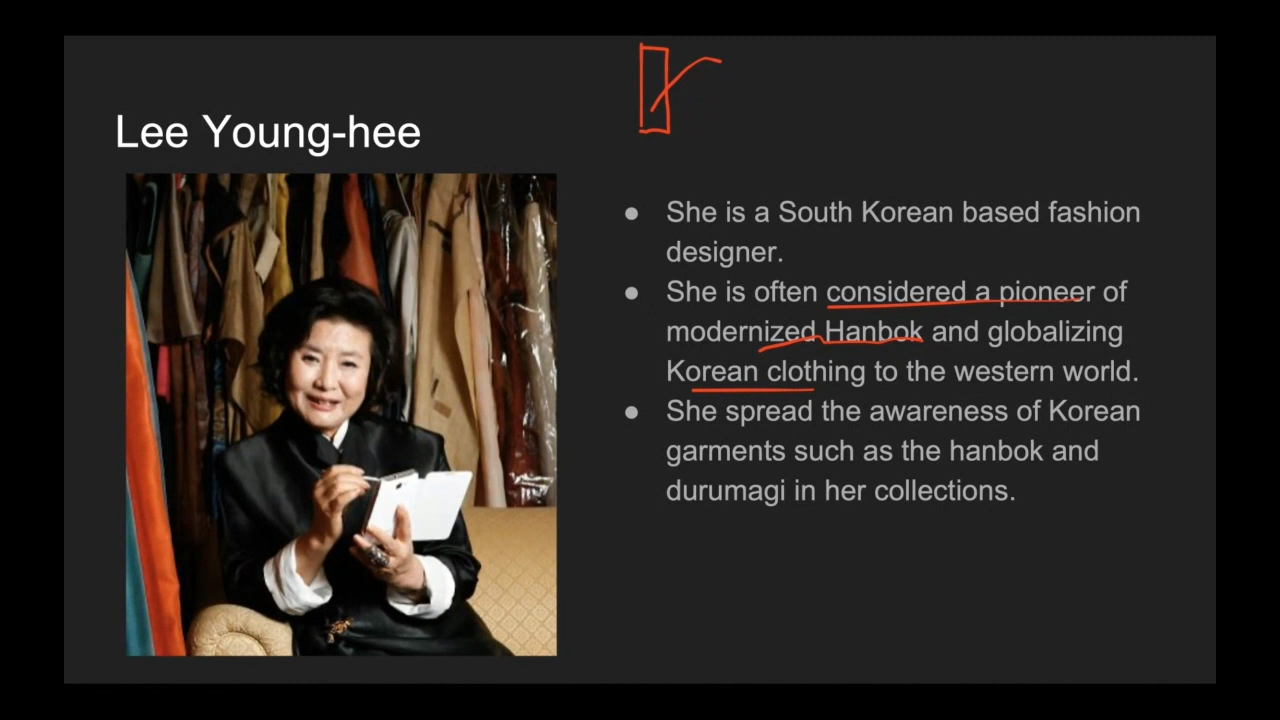 Lee Young-hee
● She is a South Korean based fashion
designer.
● She is often considered a pioneer of
modernized Hanbok and globalizing
Korean clothing to the western world.
● She spread the awareness of Korean
garments such as the hanbok and
durumagi in her collections.